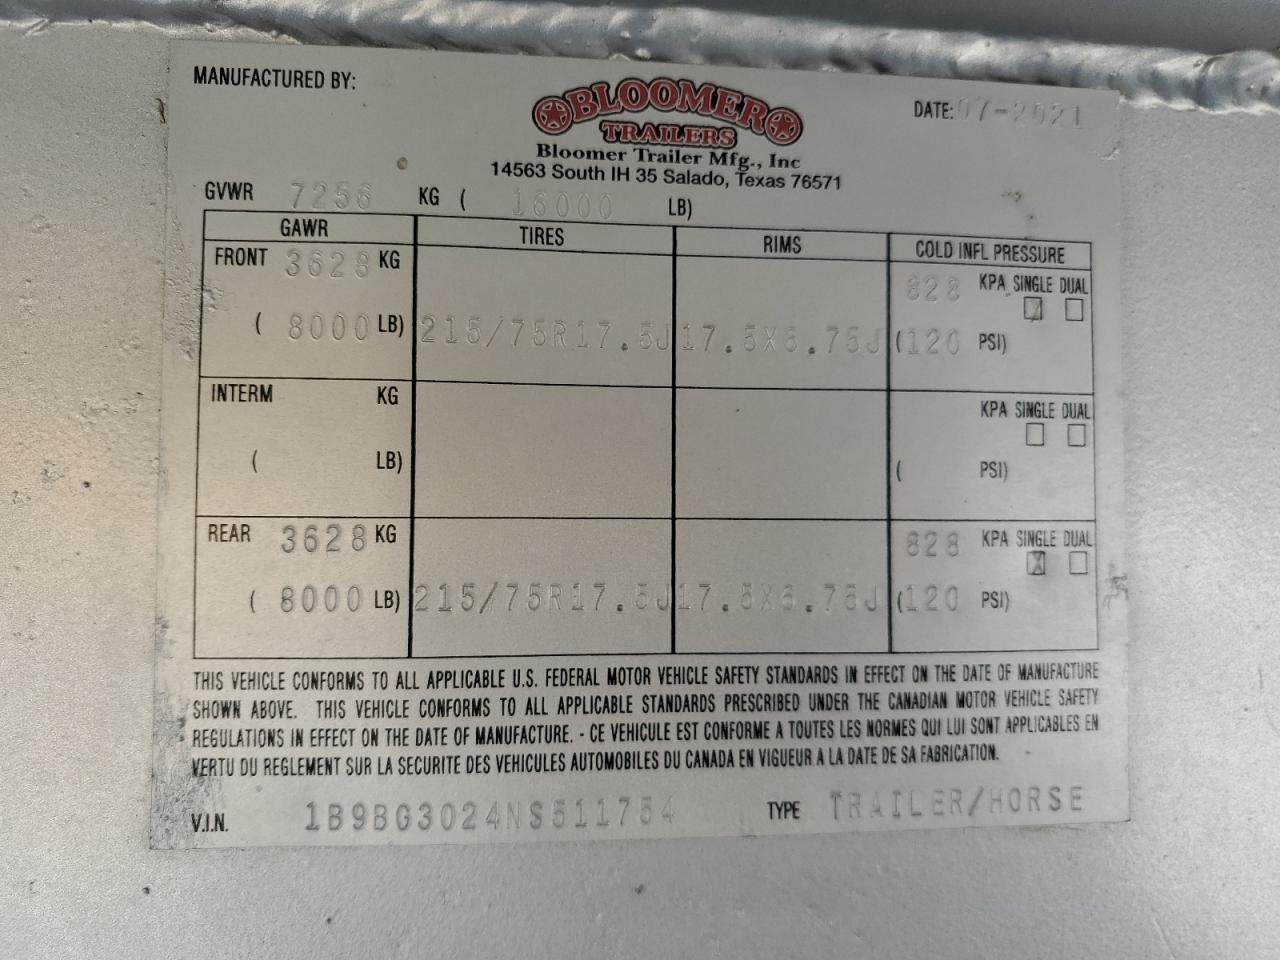 MANUFACTURED BY:
BLOOMER
TRAILERS
Bloomer Trailer Mfg., Inc
14563 South IH 35 Salado, Texas 76571
DATE: 07-2021
GVWR 7256 KG ( 16000 LB)
GAWR TIRES RIMS COLD INFL PRESSURE
FRONT 3628 KG 828 KPA SINGLE DUAL
( 8000 LB) 215/75R17.5J 17.5X6.75J (120 PSI)
INTERM KG KPA SINGLE DUAL
( LB) ( PSI)
REAR 3628 KG 828 KPA SINGLE DUAL
( 8000 LB) 215/75R17.5J 17.5X6.75J (120 PSI)
THIS VEHICLE CONFORMS TO ALL APPLICABLE U.S. FEDERAL MOTOR VEHICLE SAFETY STANDARDS IN EFFECT ON THE DATE OF MANUFACTURE
SHOWN ABOVE. THIS VEHICLE CONFORMS TO ALL APPLICABLE STANDARDS PRESCRIBED UNDER THE CANADIAN MOTOR VEHICLE SAFETY
REGULATIONS IN EFFECT ON THE DATE OF MANUFACTURE. - CE VEHICULE EST CONFORME A TOUTES LES NORMES QUI LUI SONT APPLICABLES EN
VERTU DU REGLEMENT SUR LA SECURITE DES VEHICULES AUTOMOBILES DU CANADA EN VIGUEUR A LA DATE DE SA FABRICATION.
V.I.N. 1B9BG3024NS511754 TYPE TRAILER/HORSE